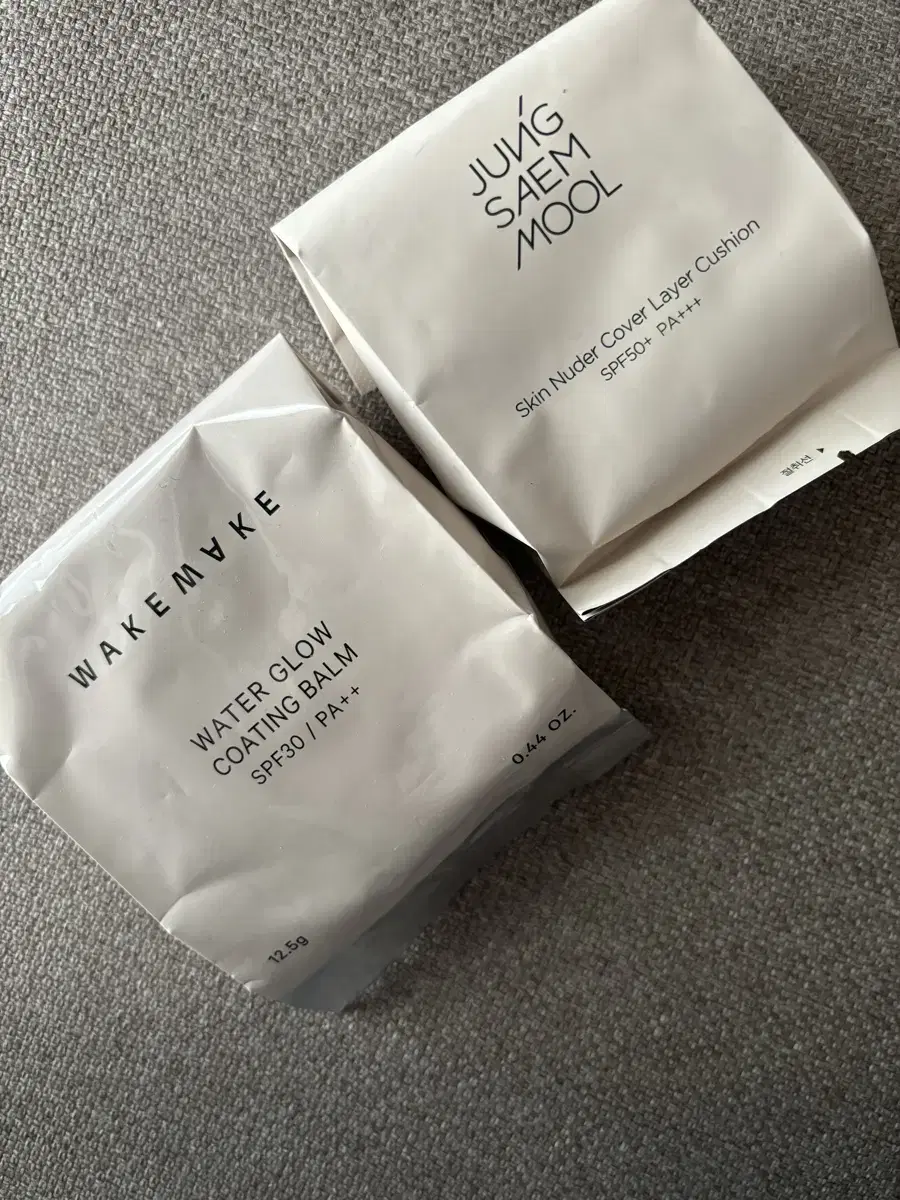 JUNG
SAEM
MOOL
Skin Nuder Cover Layer Cushion
SPF50+ PA+++
절취선 ▶
WAKEMAKE
WATER GLOW
COATING BALM
SPF30 / PA++
0.44 OZ.
12.5g